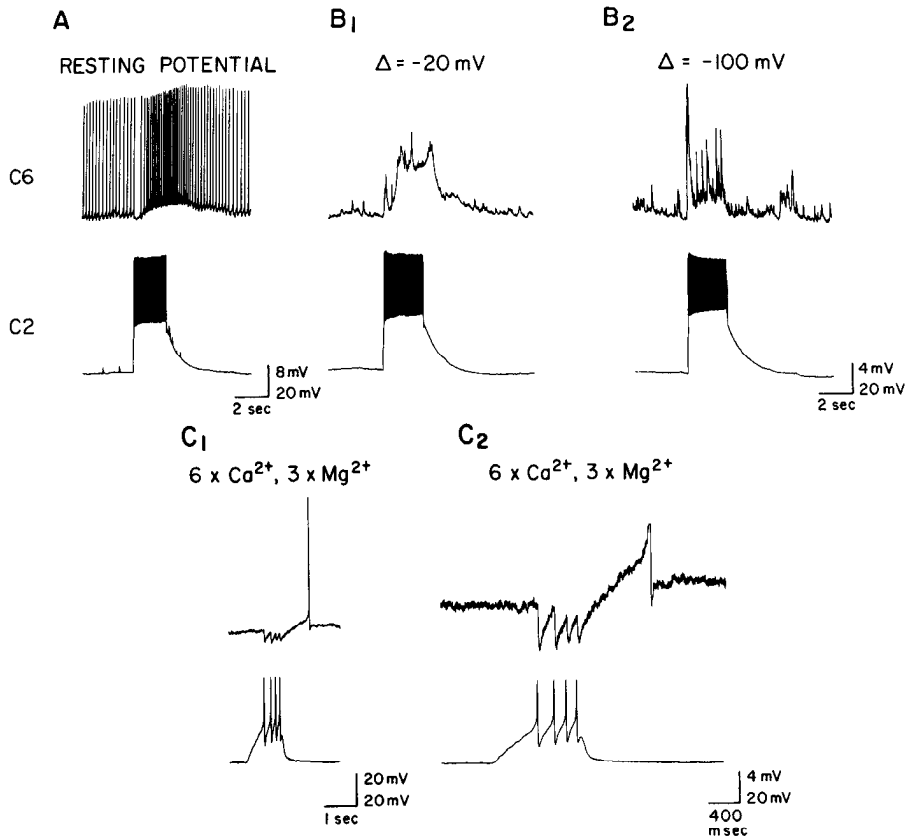 A
B1
B2
RESTING POTENTIAL
Δ = -20 mV
Δ = -100 mV
C6
C2
8 mV
20 mV
2 sec
4 mV
20 mV
2 sec
C1
C2
6 x Ca²⁺, 3 x Mg²⁺
6 x Ca²⁺, 3 x Mg²⁺
20 mV
20 mV
1 sec
4 mV
20 mV
400
m sec